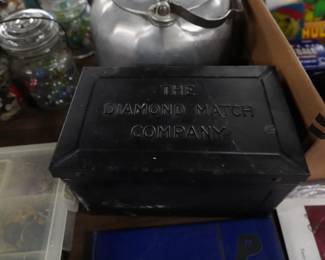 THE
DIAMOND MATCH
COMPANY
P